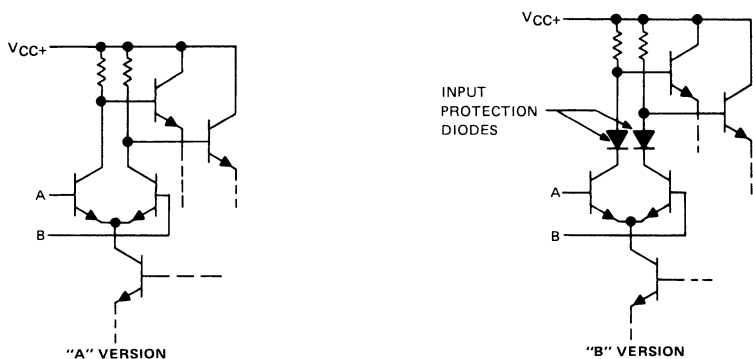 VCC+
A
B
"A" VERSION
VCC+
INPUT
PROTECTION
DIODES
A
B
"B" VERSION